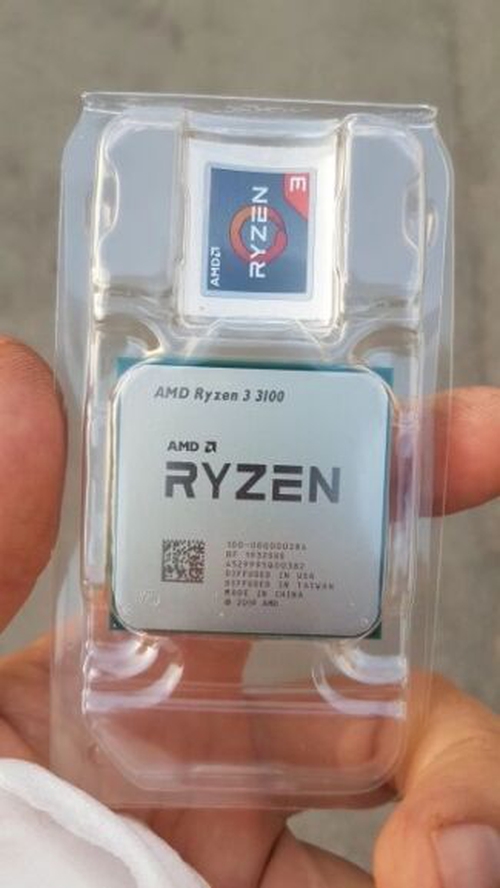 AMD
RYZEN
3
AMD Ryzen 3 3100
AMD
RYZEN
DIFFUSED IN USA
DIFFUSED IN TAIWAN
MADE IN CHINA
© 2019 AMD